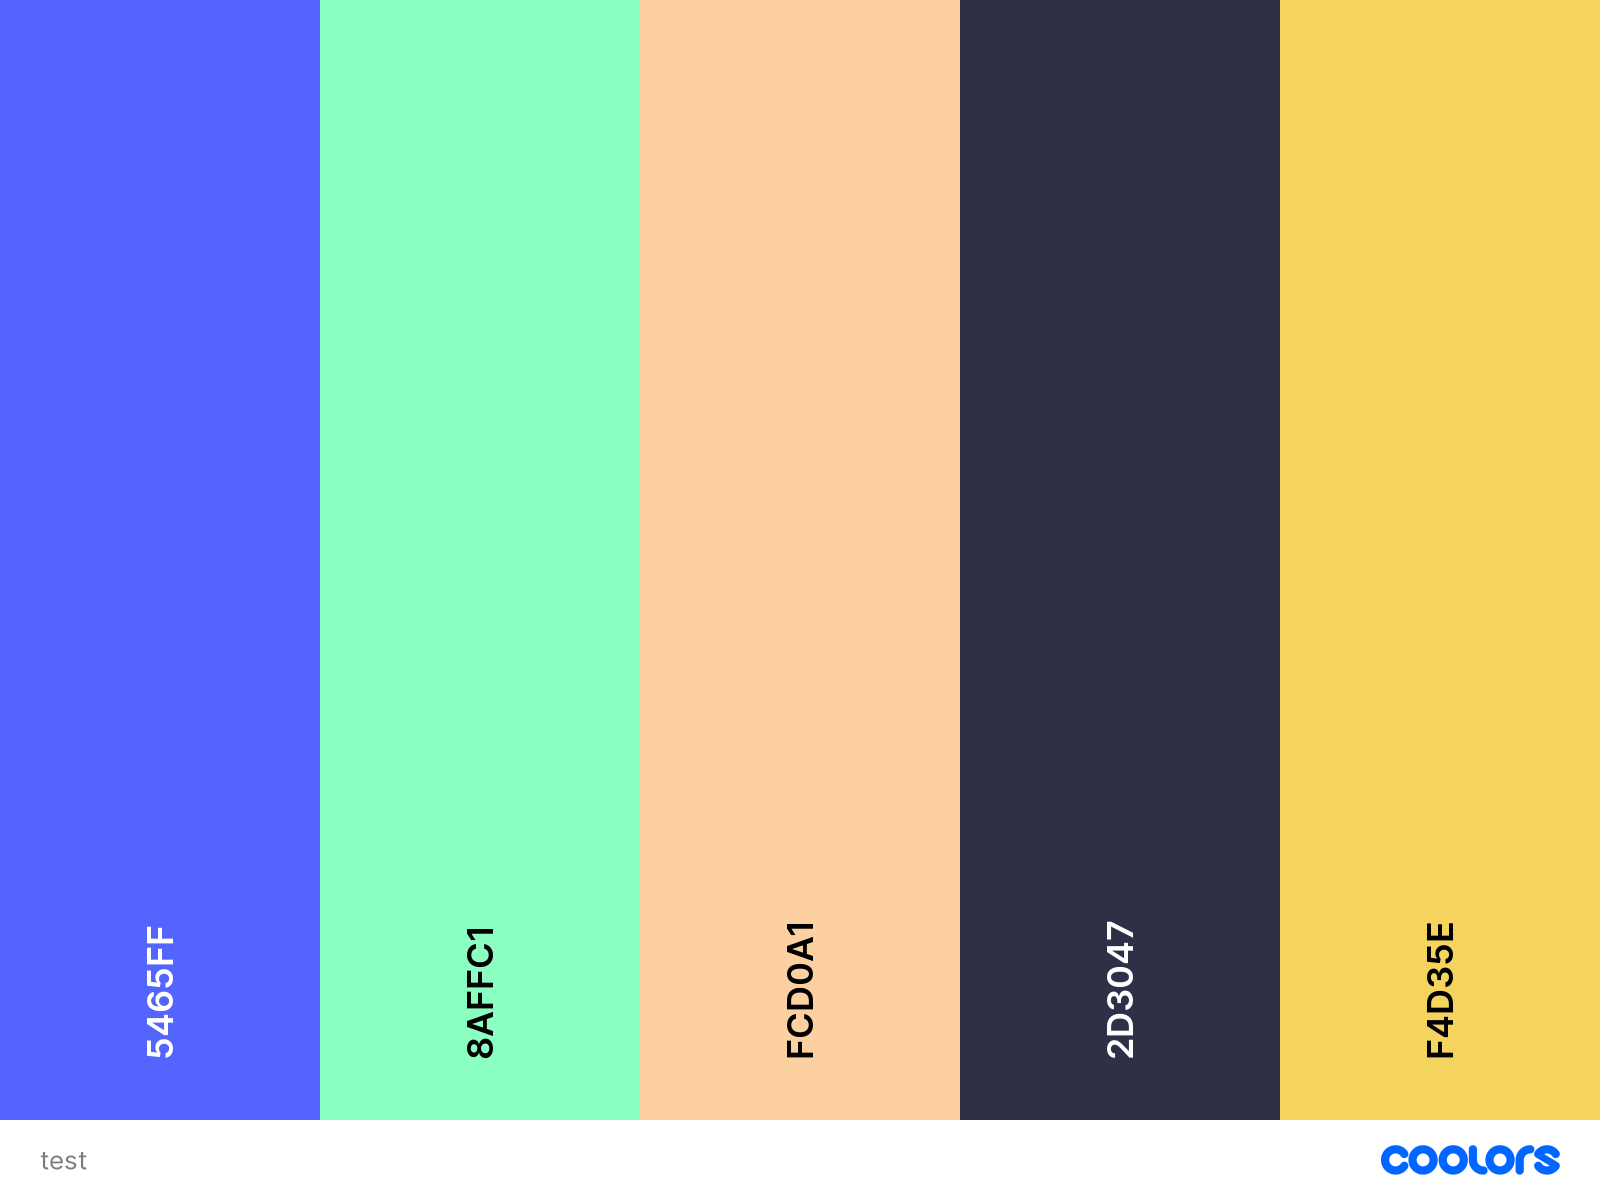 5465FF
8AFFC1
FCD0A1
2D3047
F4D35E
test
coolors